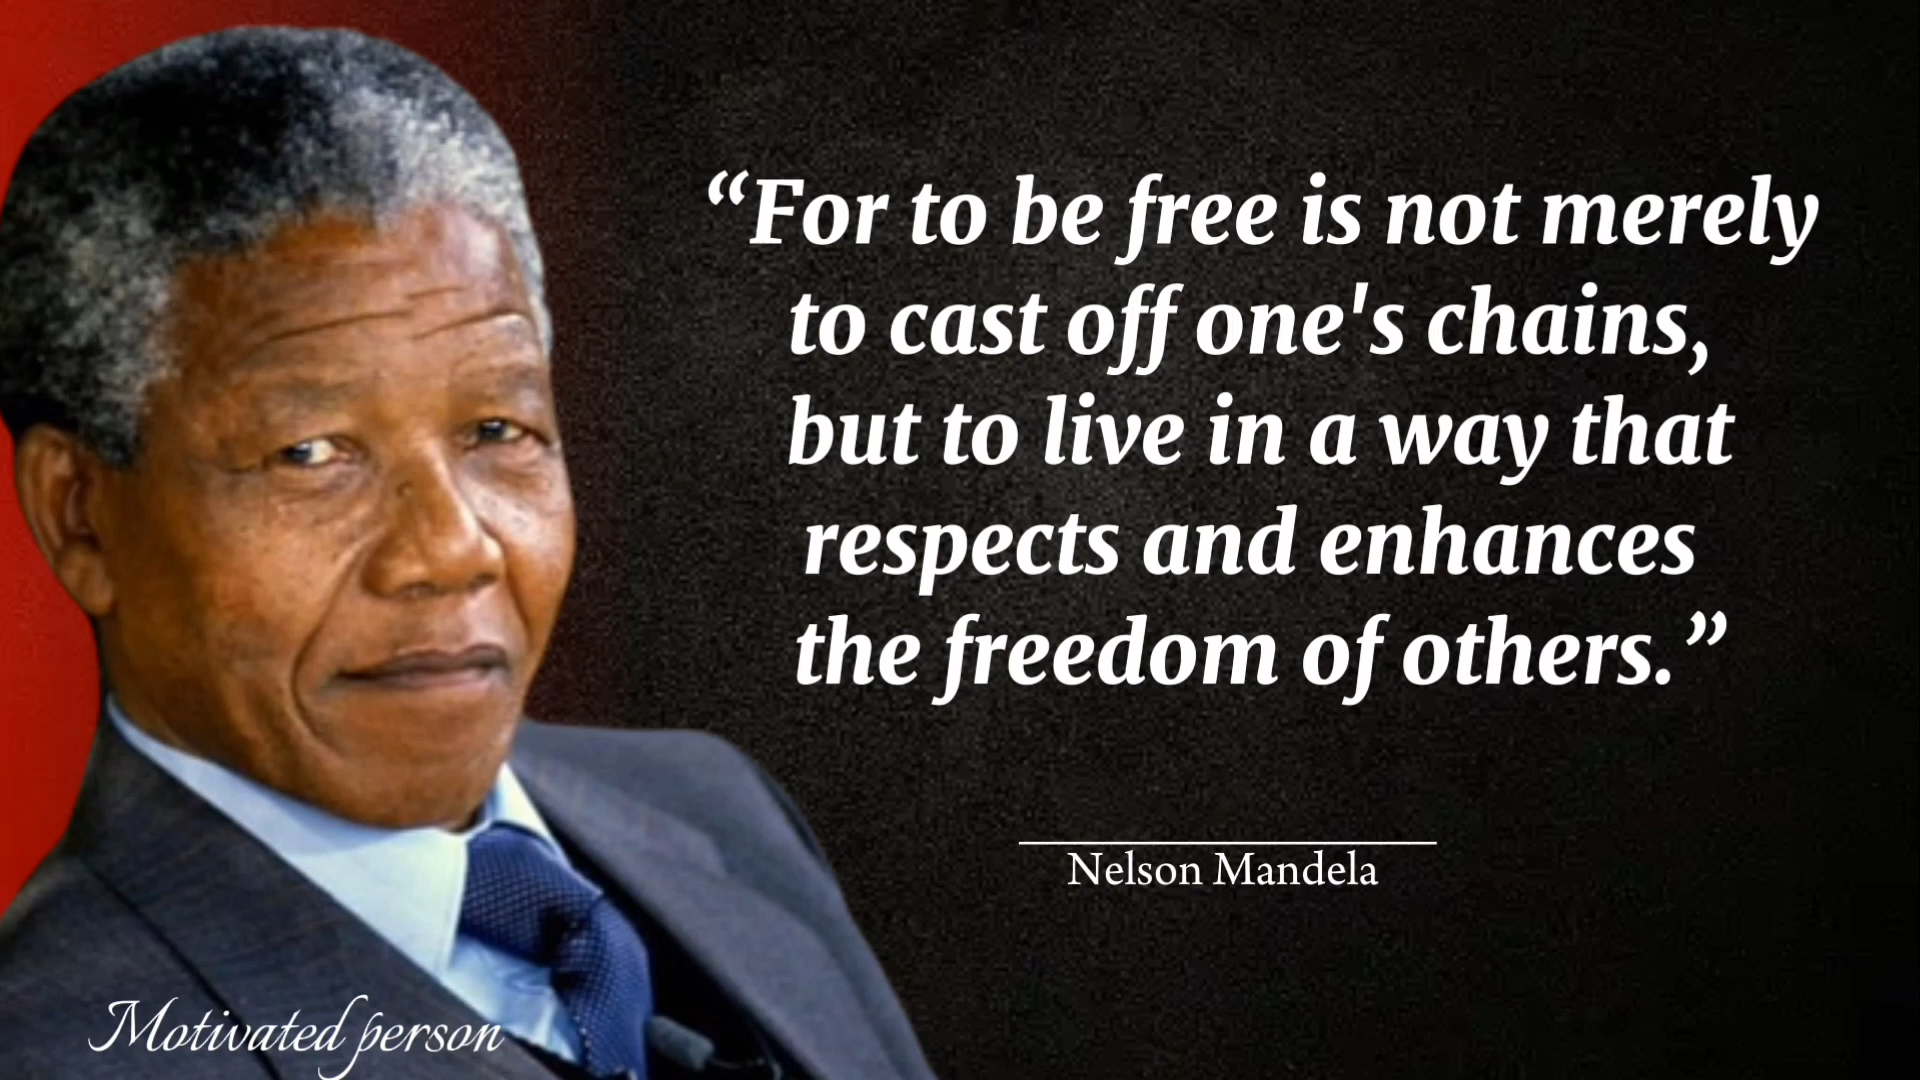 “For to be free is not merely
to cast off one's chains,
but to live in a way that
respects and enhances
the freedom of others.”
Nelson Mandela
Motivated person